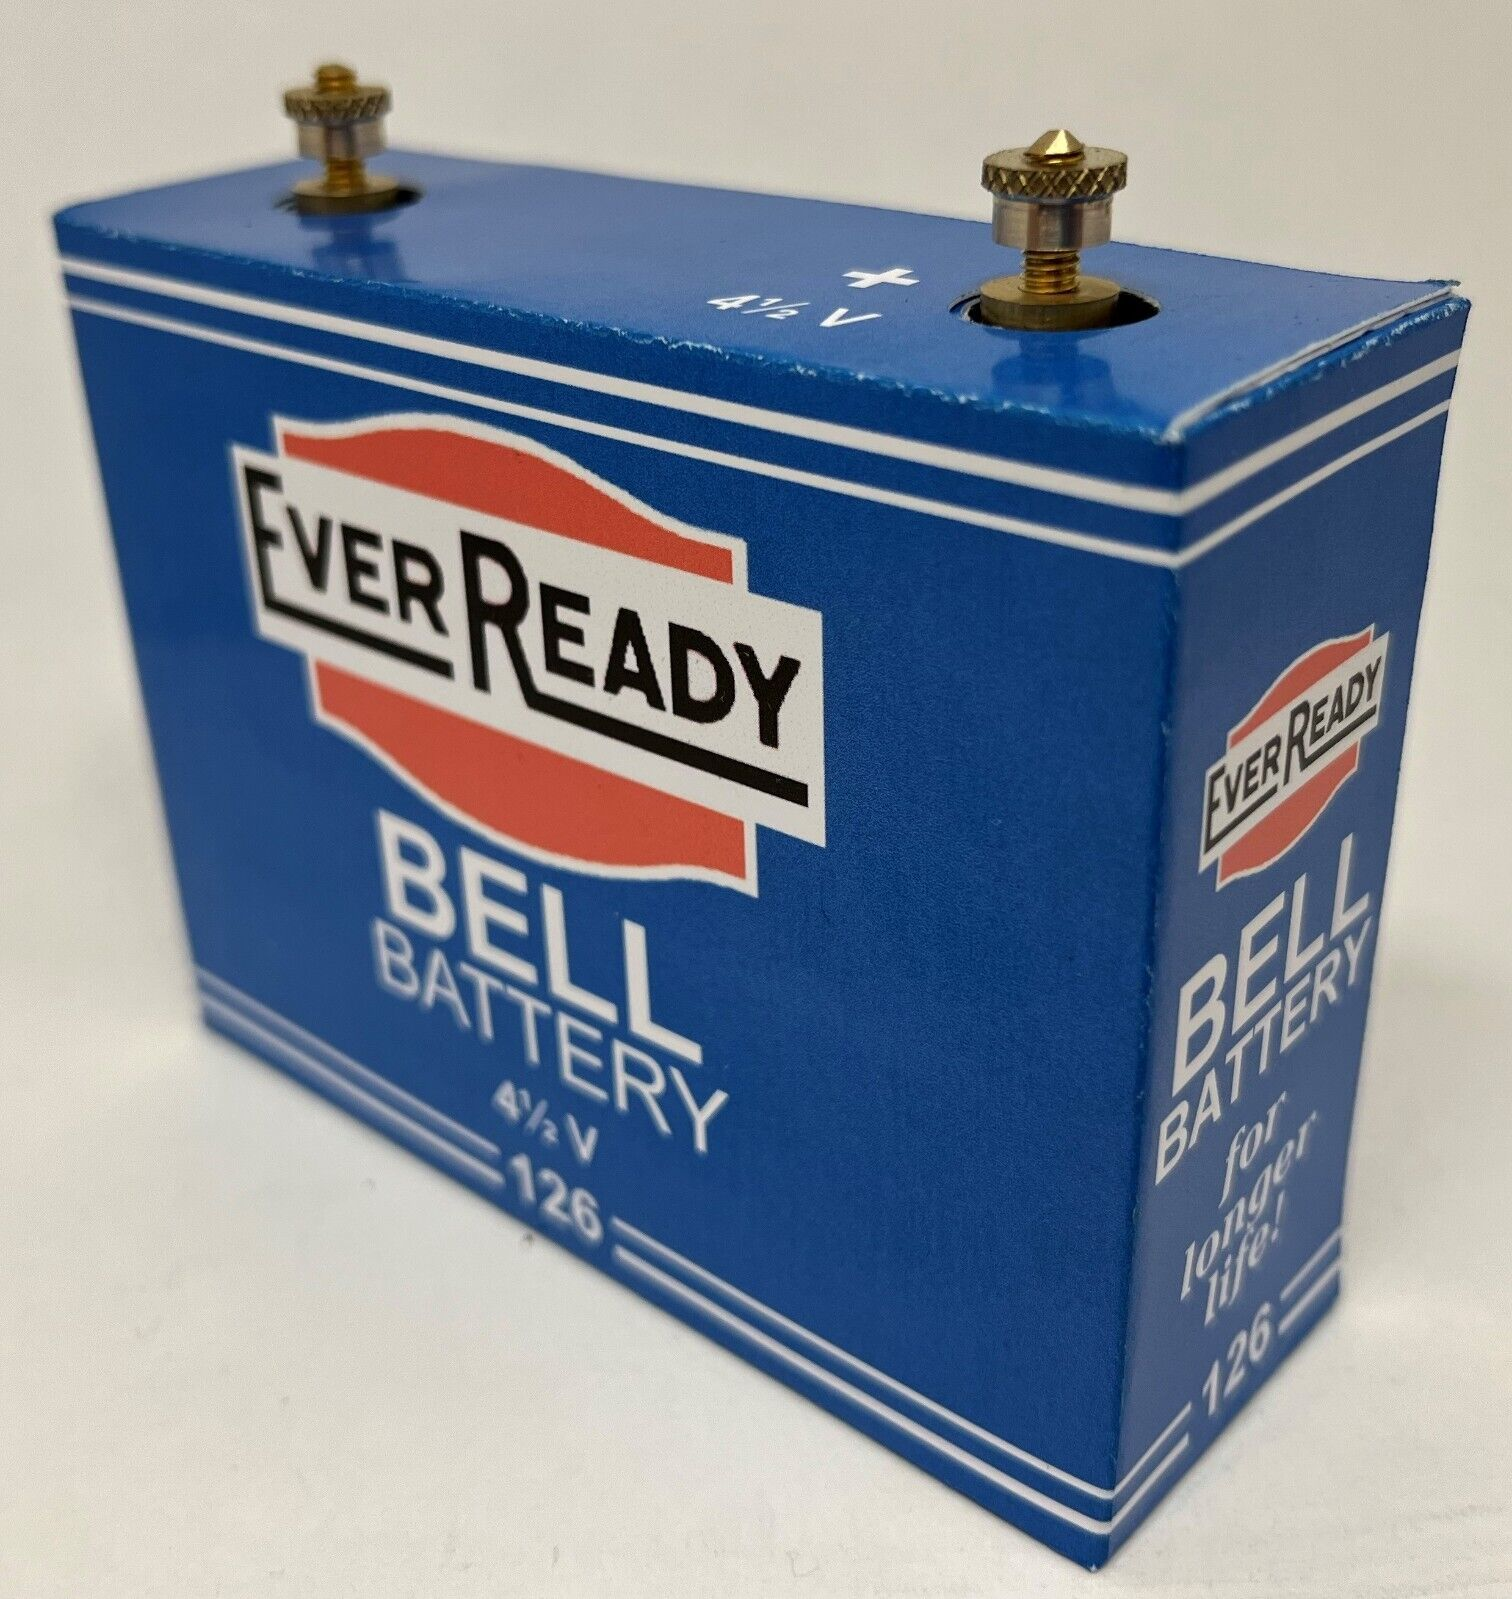 +
4½ V
EVER READY
BELL
BATTERY
4½ V
126
EVER READY
BELL
BATTERY
for
longer
life!
126